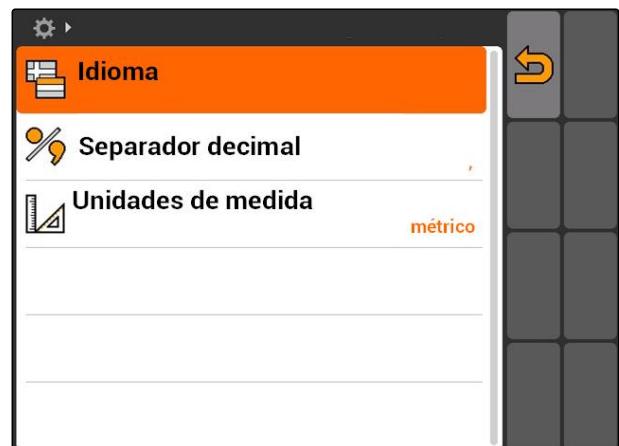 Idioma
Separador decimal
,
Unidades de medida
métrico